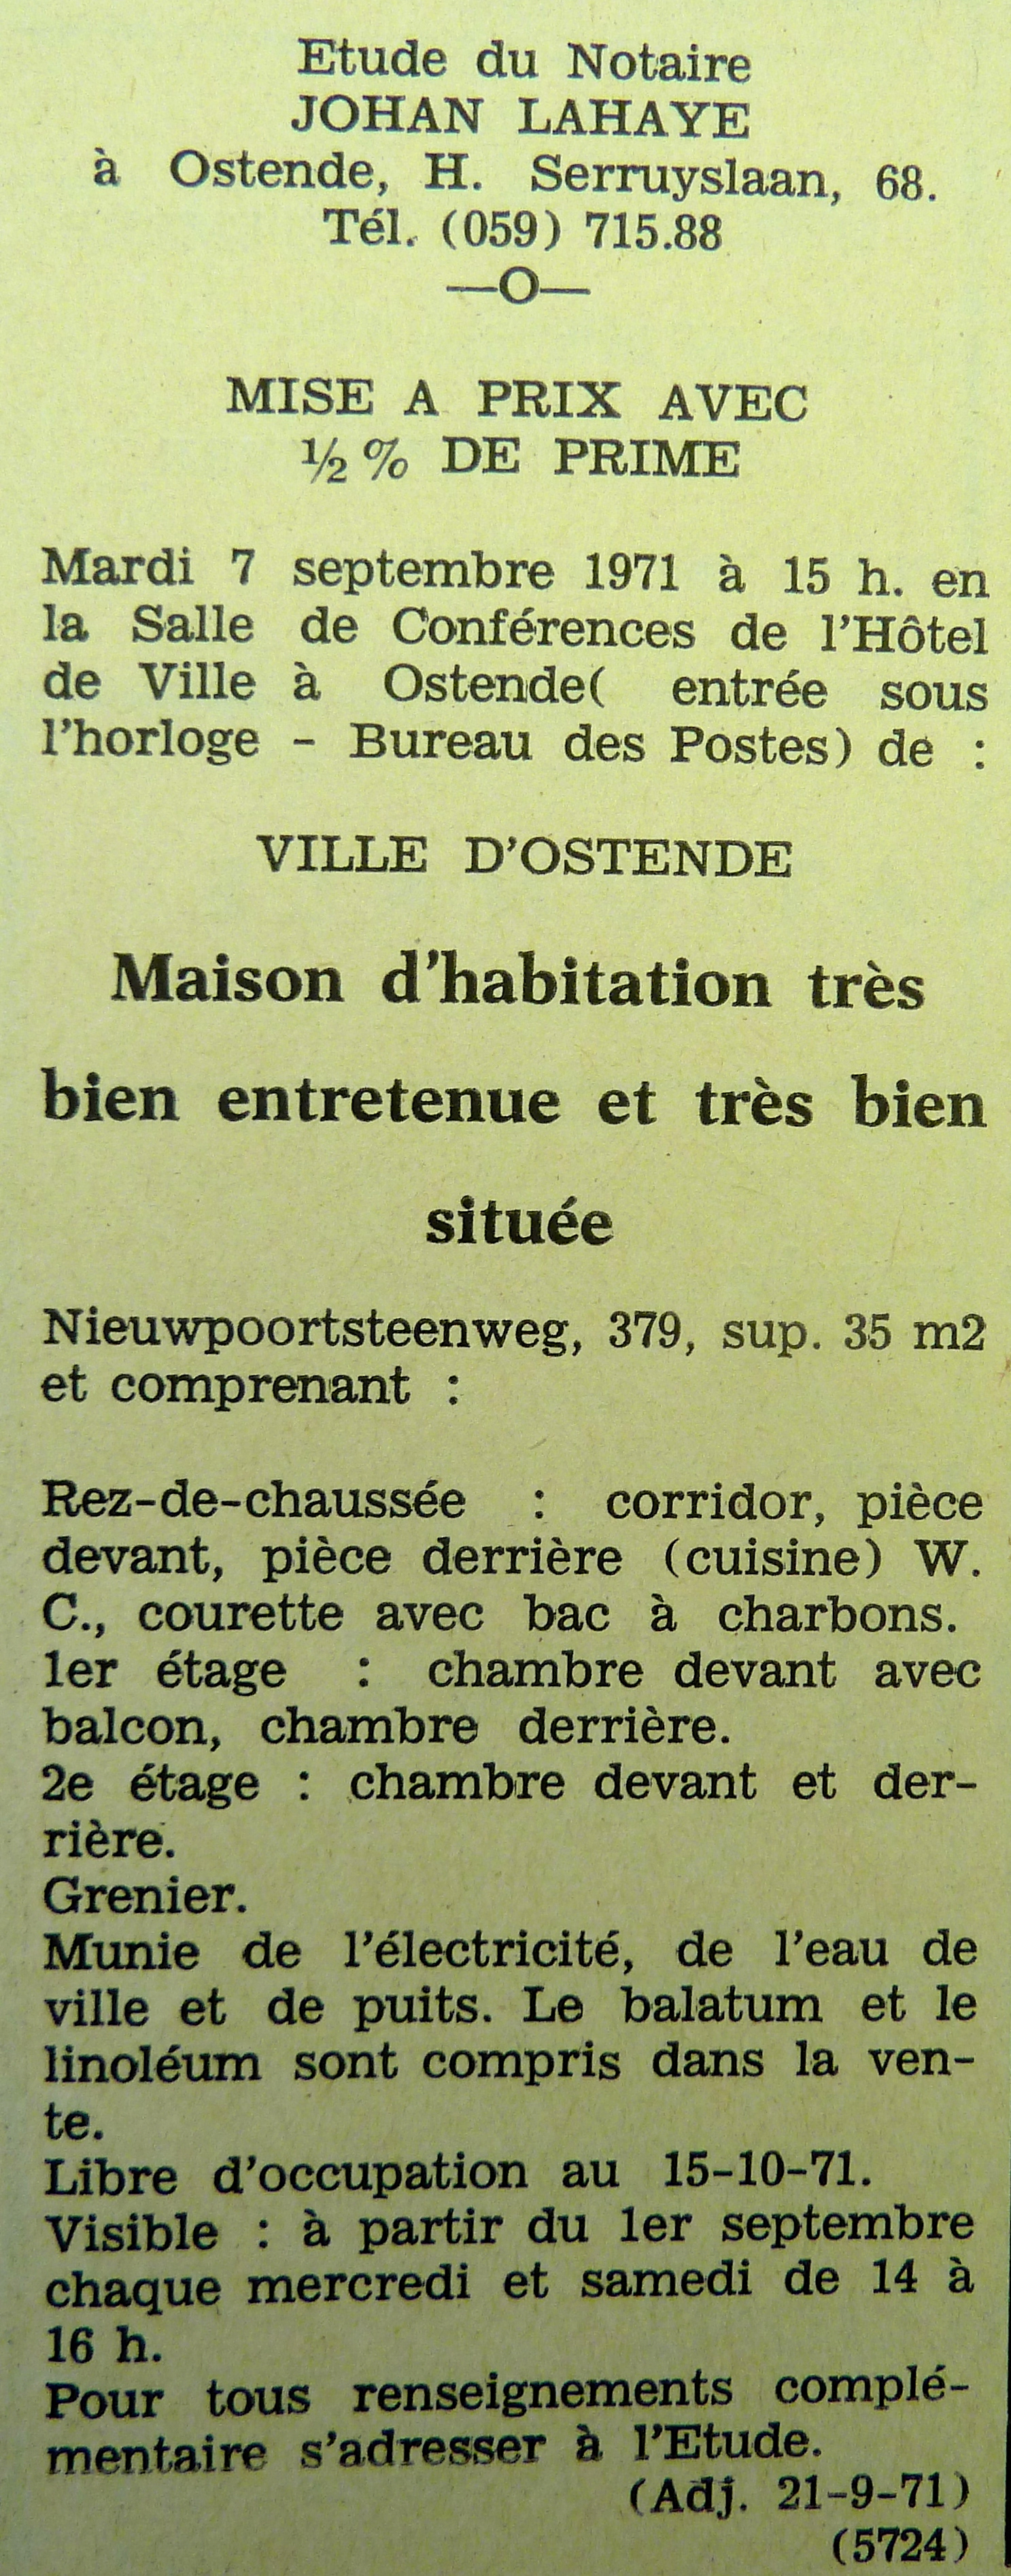 Etude du Notaire
JOHAN LAHAYE
à Ostende, H. Serruyslaan, 68.
Tél. (059) 715.88
—O—
MISE A PRIX AVEC
½ % DE PRIME
Mardi 7 septembre 1971 à 15 h. en
la Salle de Conférences de l'Hôtel
de Ville à Ostende( entrée sous
l'horloge - Bureau des Postes) de :
VILLE D'OSTENDE
Maison d'habitation très
bien entretenue et très bien
située
Nieuwpoortsteenweg, 379, sup. 35 m2
et comprenant :
Rez-de-chaussée : corridor, pièce
devant, pièce derrière (cuisine) W.
C., courette avec bac à charbons.
1er étage : chambre devant avec
balcon, chambre derrière.
2e étage : chambre devant et der-
rière.
Grenier.
Munie de l'électricité, de l'eau de
ville et de puits. Le balatum et le
linoléum sont compris dans la ven-
te.
Libre d'occupation au 15-10-71.
Visible : à partir du 1er septembre
chaque mercredi et samedi de 14 à
16 h.
Pour tous renseignements complé-
mentaire s'adresser à l'Etude.
(Adj. 21-9-71)
(5724)